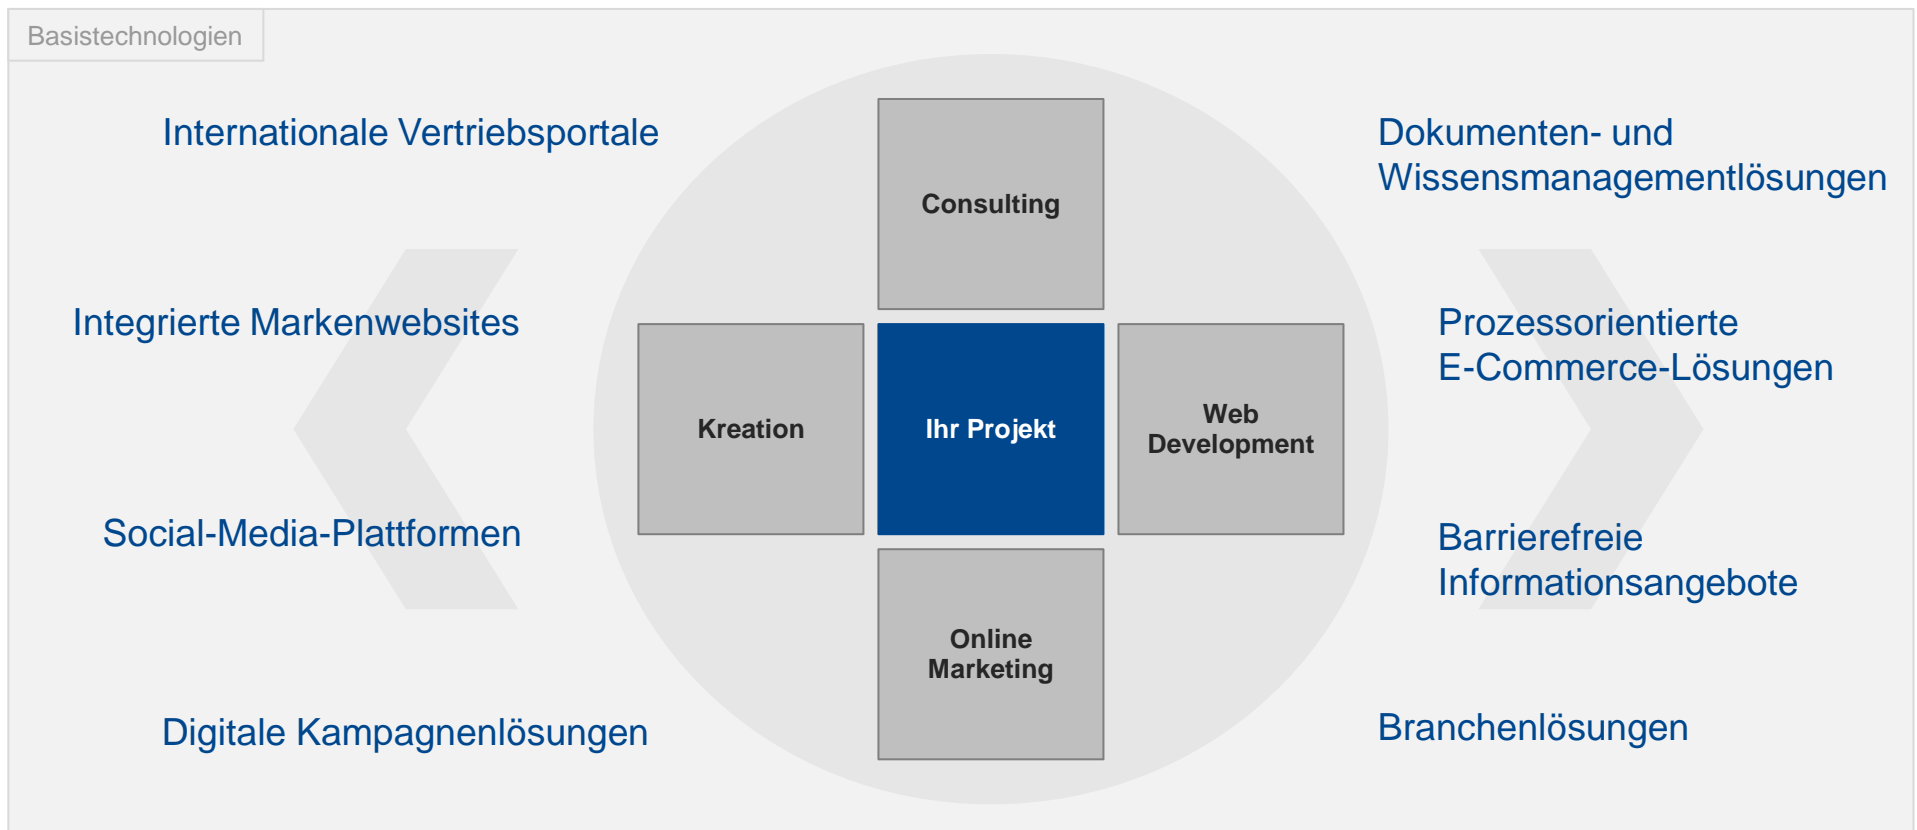 Basistechnologien
Internationale Vertriebsportale
Integrierte Markenwebsites
Social-Media-Plattformen
Digitale Kampagnenlösungen
Consulting
Kreation
Ihr Projekt
Web
Development
Online
Marketing
Dokumenten- und
Wissensmanagementlösungen
Prozessorientierte
E-Commerce-Lösungen
Barrierefreie
Informationsangebote
Branchenlösungen